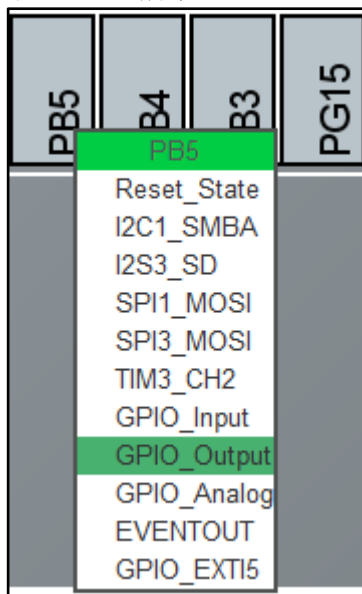 PB5
B4
B3
PG15
PB5
Reset_State
I2C1_SMBA
I2S3_SD
SPI1_MOSI
SPI3_MOSI
TIM3_CH2
GPIO_Input
GPIO_Output
GPIO_Analog
EVENTOUT
GPIO_EXTI5